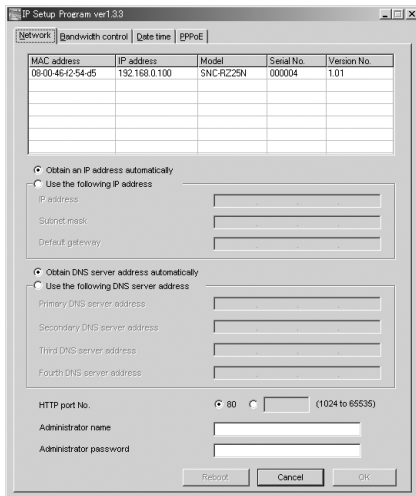 IP Setup Program ver1.3.3
Network Bandwidth control Date time PPPoE
MAC address IP address Model Serial No. Version No.
08-00-46-f2-54-d5 192.168.0.100 SNC-RZ25N 000004 1.01
Obtain an IP address automatically
Use the following IP address
IP address
Subnet mask
Default gateway
Obtain DNS server address automatically
Use the following DNS server address
Primary DNS server address
Secondary DNS server address
Third DNS server address
Fourth DNS server address
HTTP port No. 80 (1024 to 65535)
Administrator name
Administrator password
Reboot Cancel OK